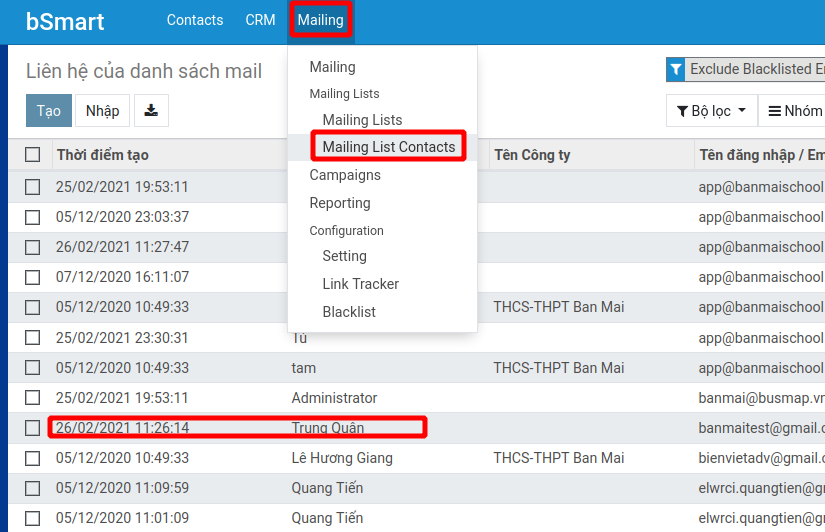 bSmart Contacts CRM Mailing
Liên hệ của danh sách mail
Exclude Blacklisted
Tạo Nhập
Bộ lọc Nhóm
Mailing
Mailing Lists
Mailing Lists
Mailing List Contacts
Campaigns
Reporting
Configuration
Setting
Link Tracker
Blacklist
Thời điểm tạo Tên Công ty Tên đăng nhập / Em
25/02/2021 19:53:11 app@banmaischool
05/12/2020 23:03:37 app@banmaischool
26/02/2021 11:27:47 app@banmaischool
07/12/2020 16:11:07 app@banmaischool
05/12/2020 10:49:33 THCS-THPT Ban Mai app@banmaischool
25/02/2021 23:30:31 Tú app@banmaischool
05/12/2020 10:49:33 tam THCS-THPT Ban Mai app@banmaischool
25/02/2021 19:53:11 Administrator banmai@busmap.vn
26/02/2021 11:26:14 Trung Quân banmaitest@gmail.c
05/12/2020 10:49:33 Lê Hương Giang THCS-THPT Ban Mai bienvietadv@gmail.
05/12/2020 11:09:59 Quang Tiến elwrci.quangtien@g
05/12/2020 11:01:09 Quang Tiến elwrci.quangtien@g